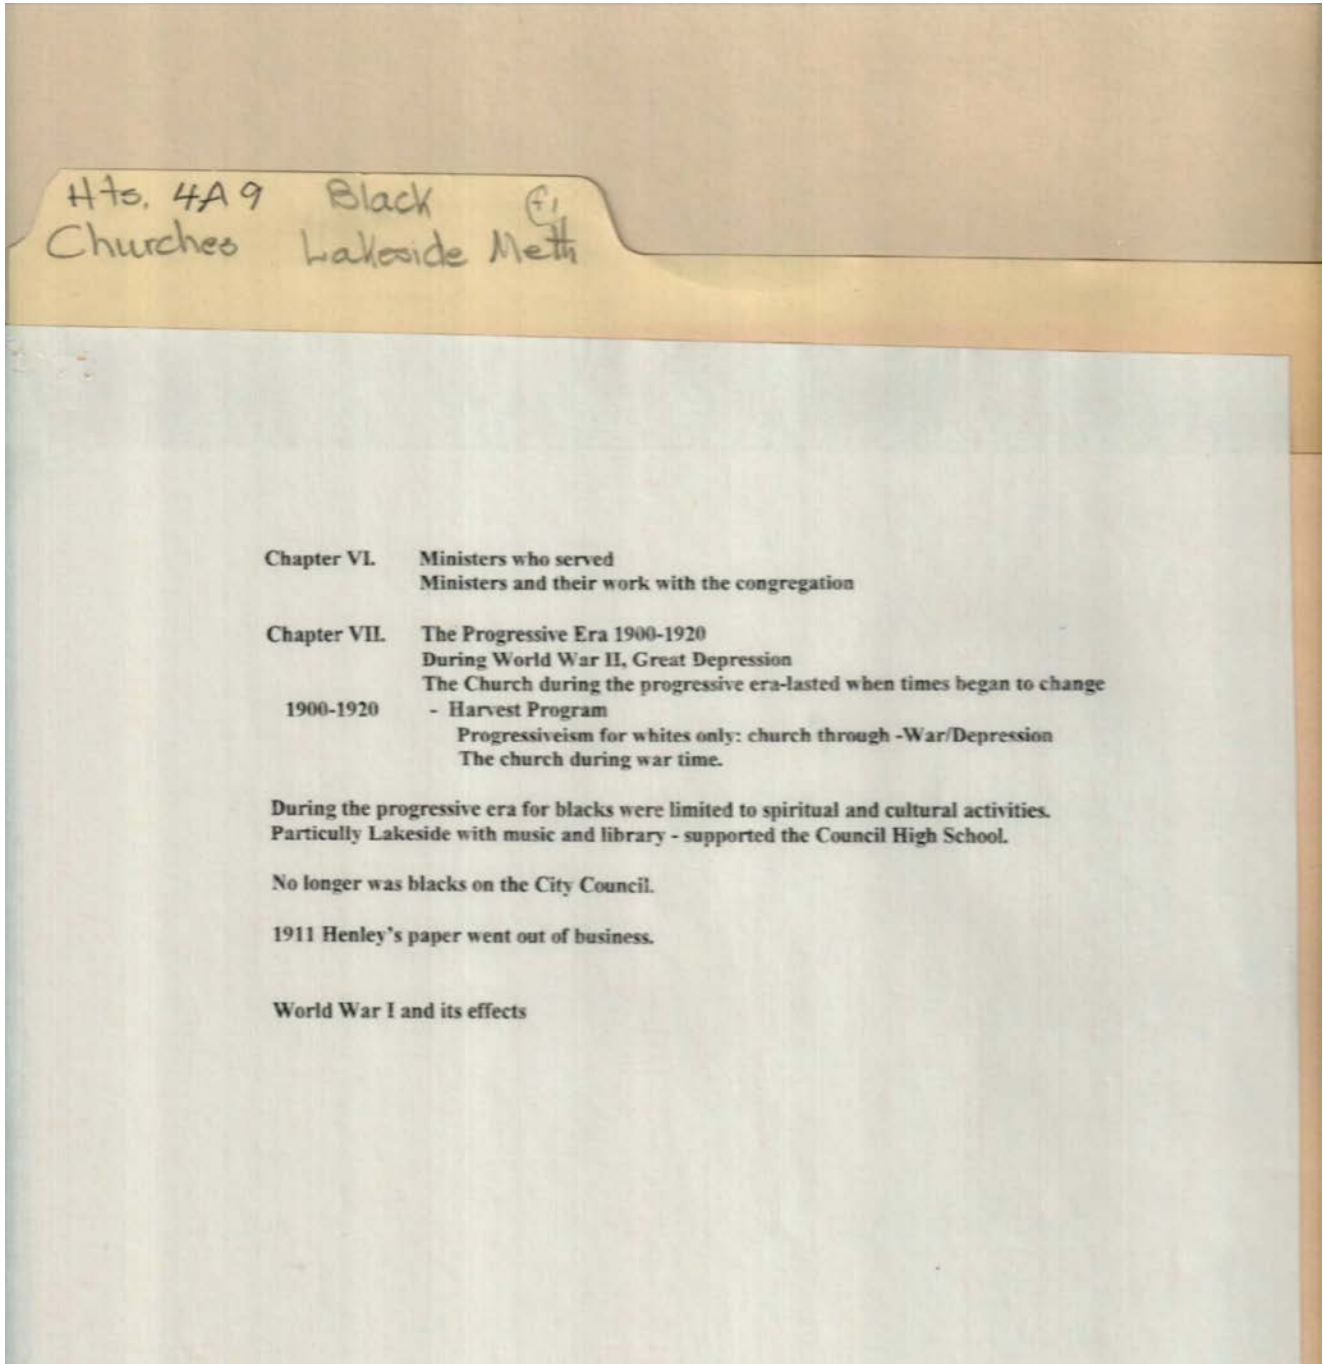 Hts. 4A9 Black f1
Churches Lakeside Meth
Chapter VI. Ministers who served
Ministers and their work with the congregation
Chapter VII. The Progressive Era 1900-1920
During World War II, Great Depression
The Church during the progressive era-lasted when times began to change
1900-1920 - Harvest Program
Progressiveism for whites only: church through -War/Depression
The church during war time.
During the progressive era for blacks were limited to spiritual and cultural activities.
Particully Lakeside with music and library - supported the Council High School.
No longer was blacks on the City Council.
1911 Henley's paper went out of business.
World War I and its effects